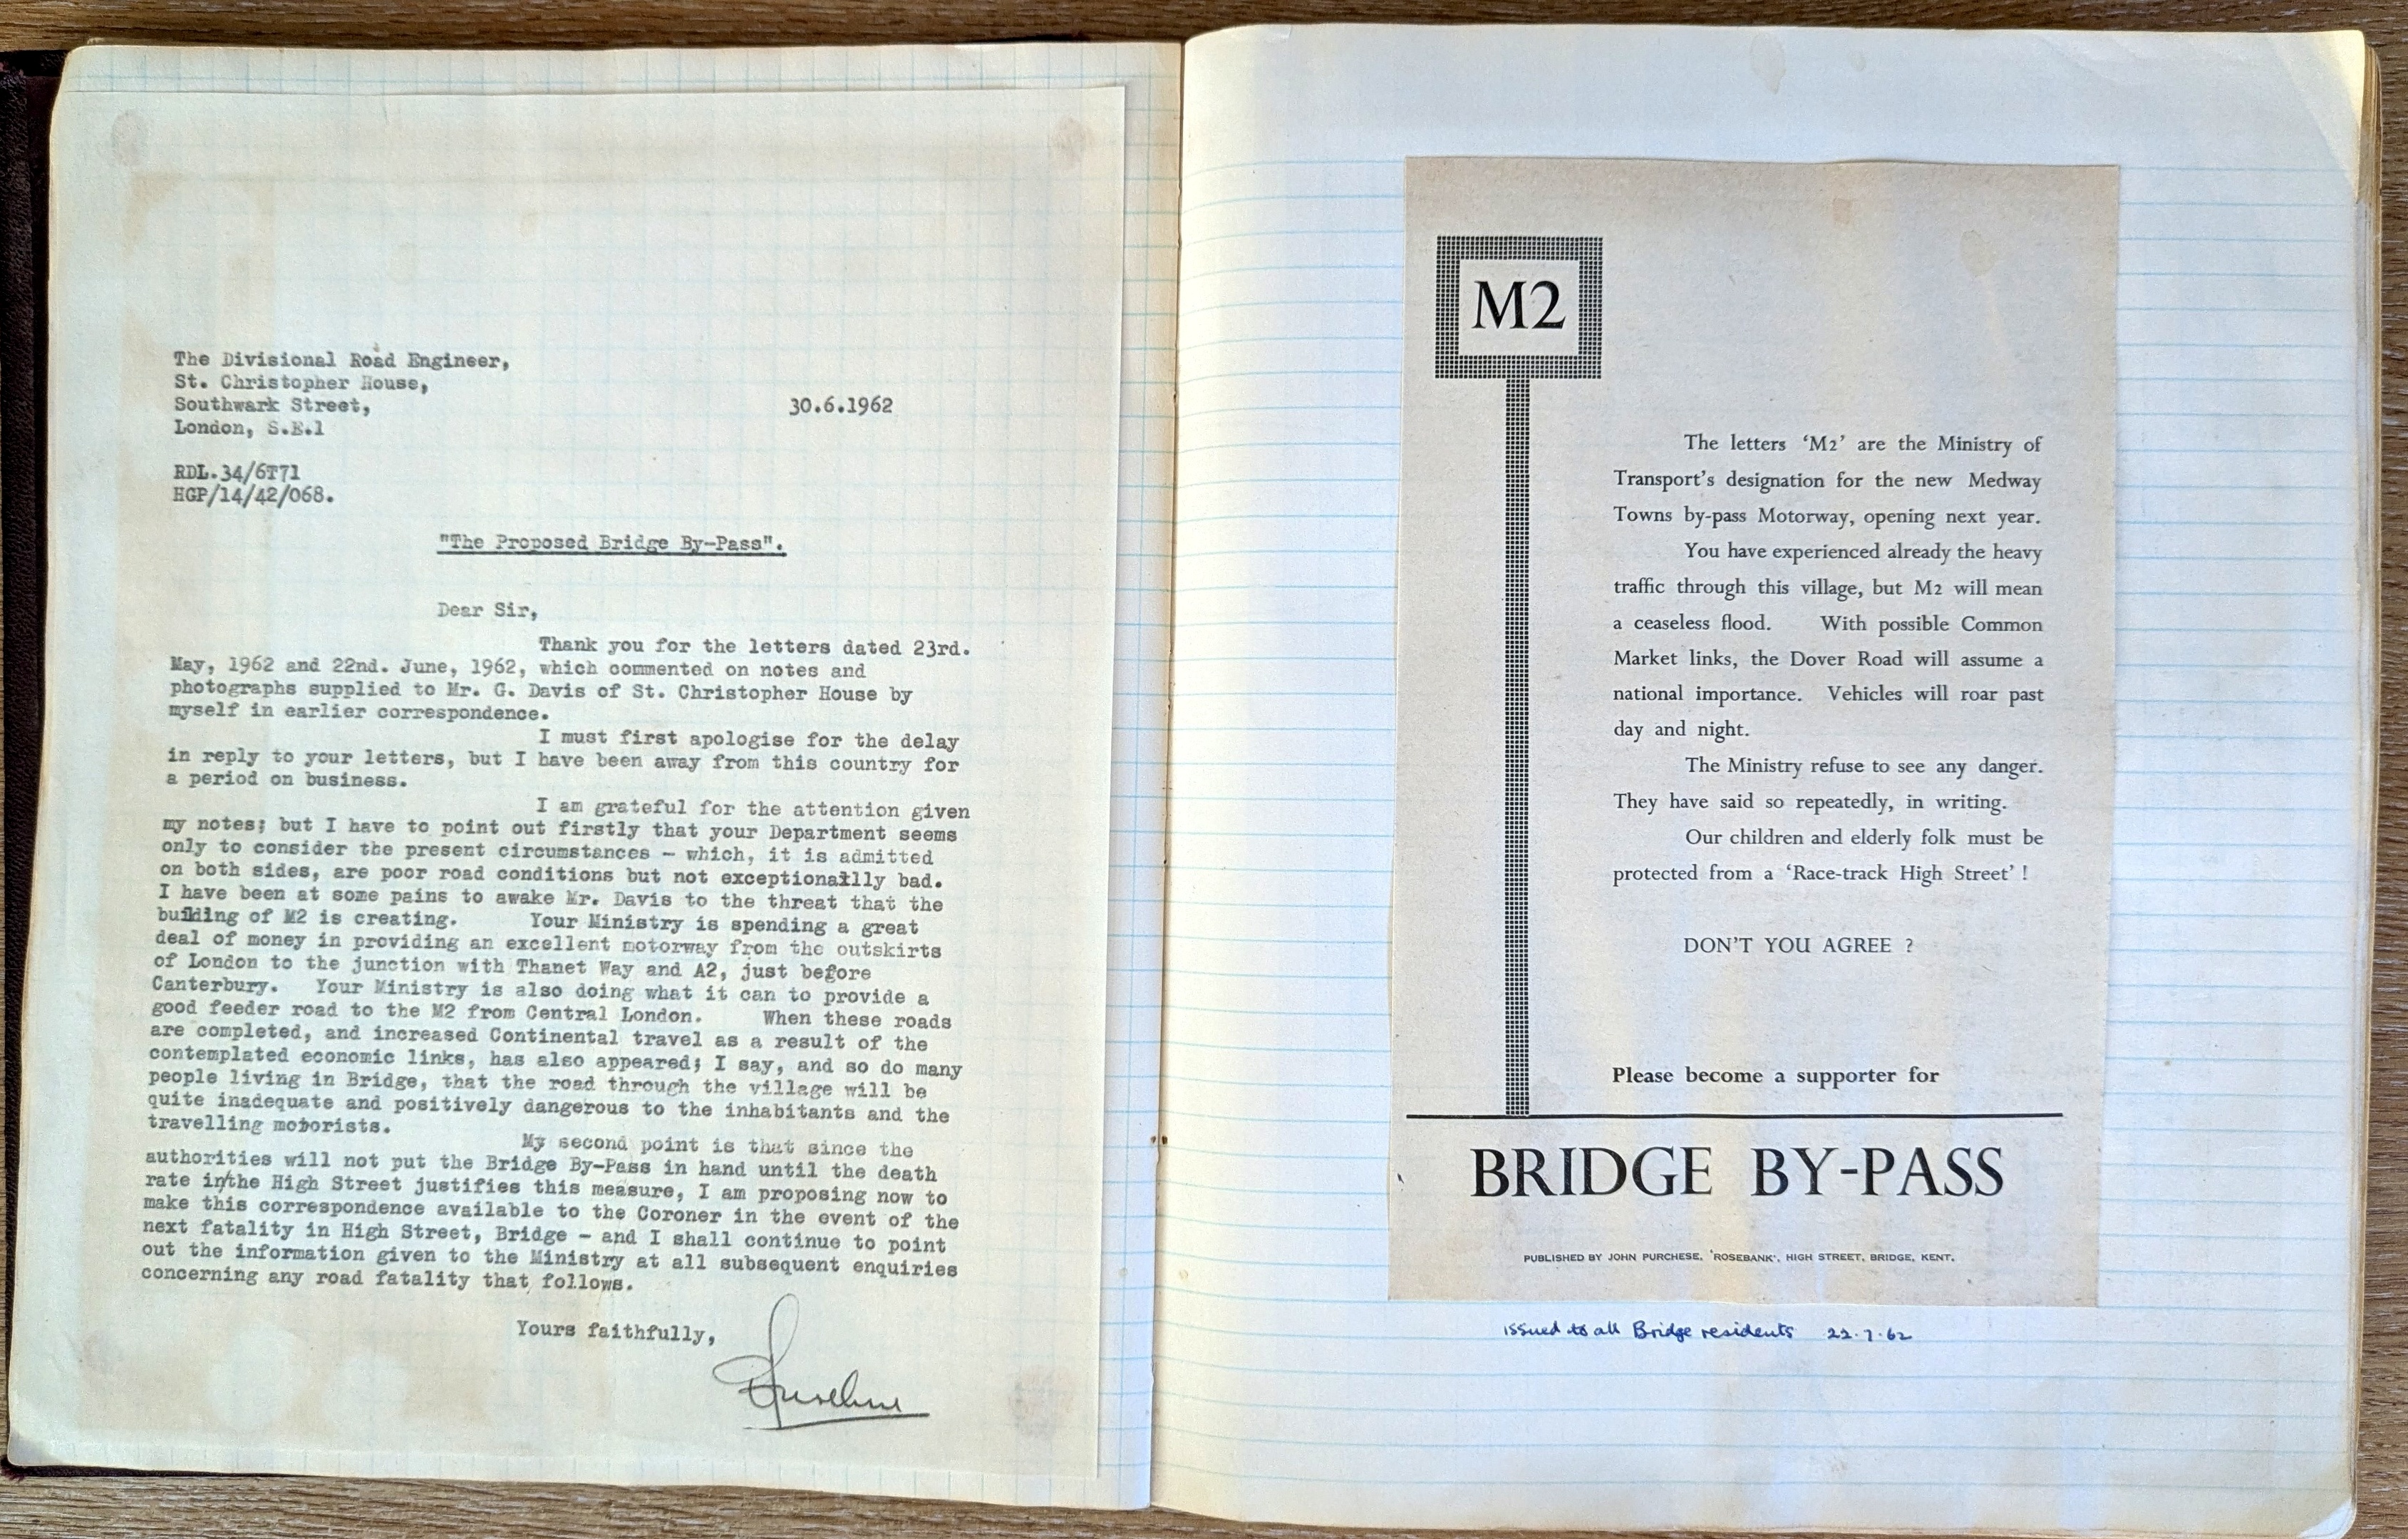 The Divisional Road Engineer,
St. Christopher House,
Southwark Street,
London, S.E.1
30.6.1962
RDL.34/6T71
HGP/14/42/068.
"The Proposed Bridge By-Pass".
Dear Sir,
Thank you for the letters dated 23rd.
May, 1962 and 22nd. June, 1962, which commented on notes and
photographs supplied to Mr. G. Davis of St. Christopher House by
myself in earlier correspondence.
I must first apologise for the delay
in reply to your letters, but I have been away from this country for
a period on business.
I am grateful for the attention given
my notes; but I have to point out firstly that your Department seems
only to consider the present circumstances - which, it is admitted
on both sides, are poor road conditions but not exceptionallly bad.
I have been at some pains to awake Mr. Davis to the threat that the
building of M2 is creating. Your Ministry is spending a great
deal of money in providing an excellent motorway from the outskirts
of London to the junction with Thanet Way and A2, just before
Canterbury. Your Ministry is also doing what it can to provide a
good feeder road to the M2 from Central London. When these roads
are completed, and increased Continental travel as a result of the
contemplated economic links, has also appeared; I say, and so do many
people living in Bridge, that the road through the village will be
quite inadequate and positively dangerous to the inhabitants and the
travelling motorists.
My second point is that since the
authorities will not put the Bridge By-Pass in hand until the death
rate in/the High Street justifies this measure, I am proposing now to
make this correspondence available to the Coroner in the event of the
next fatality in High Street, Bridge - and I shall continue to point
out the information given to the Ministry at all subsequent enquiries
concerning any road fatality that follows.
Yours faithfully,
M2
The letters ‘M2’ are the Ministry of
Transport's designation for the new Medway
Towns by-pass Motorway, opening next year.
You have experienced already the heavy
traffic through this village, but M2 will mean
a ceaseless flood. With possible Common
Market links, the Dover Road will assume a
national importance. Vehicles will roar past
day and night.
The Ministry refuse to see any danger.
They have said so repeatedly, in writing.
Our children and elderly folk must be
protected from a ‘Race-track High Street’ !
DON'T YOU AGREE ?
Please become a supporter for
BRIDGE BY-PASS
PUBLISHED BY JOHN PURCHESE, ‘ROSEBANK’, HIGH STREET, BRIDGE, KENT.
issued to all Bridge residents 22.7.62